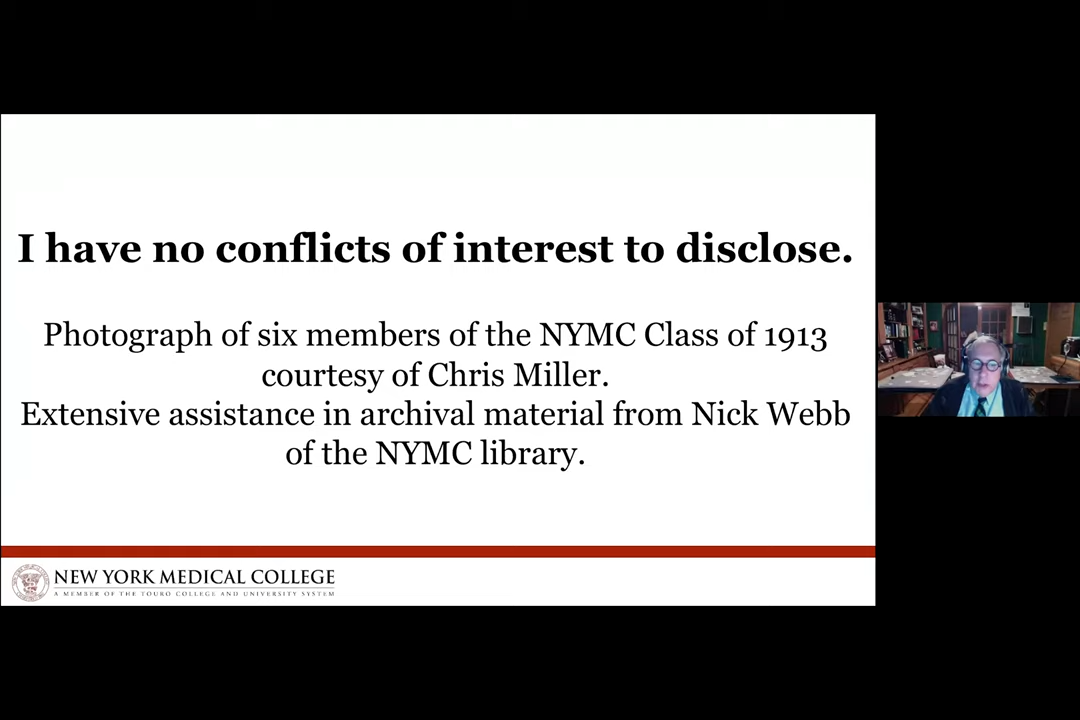 I have no conflicts of interest to disclose.
Photograph of six members of the NYMC Class of 1913
courtesy of Chris Miller.
Extensive assistance in archival material from Nick Webb
of the NYMC library.
NEW YORK MEDICAL COLLEGE
A MEMBER OF THE TOURO COLLEGE AND UNIVERSITY SYSTEM